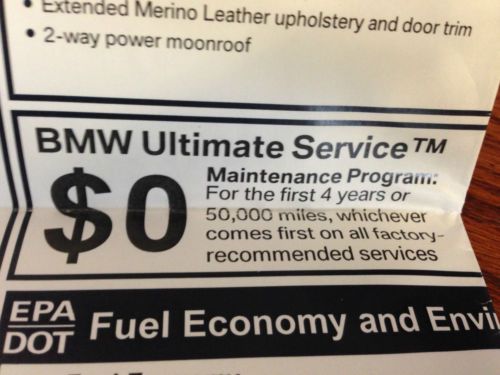 • Extended Merino Leather upholstery and door trim
• 2-way power moonroof
BMW Ultimate Service™
$0
Maintenance Program:
For the first 4 years or
50,000 miles, whichever
comes first on all factory-
recommended services
EPA
DOT
Fuel Economy and